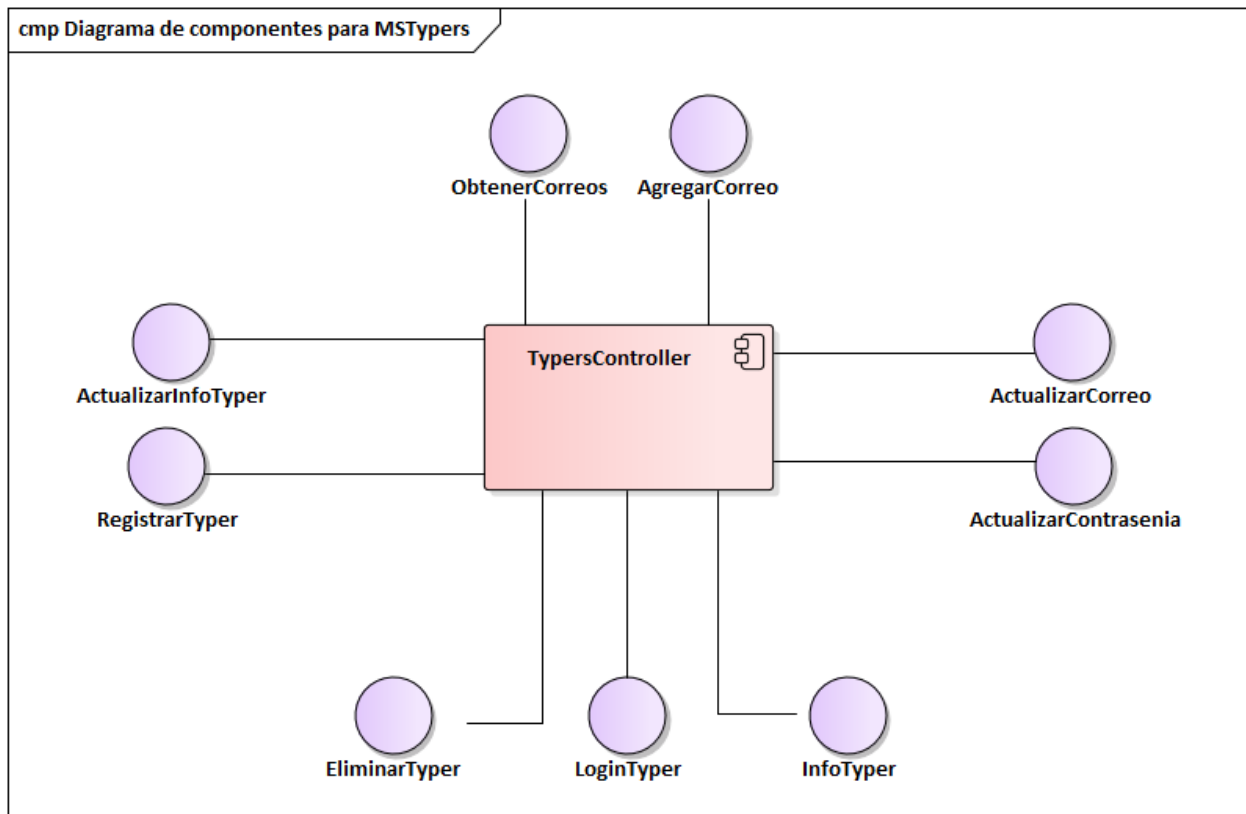 cmp Diagrama de componentes para MSTypers
ObtenerCorreos
AgregarCorreo
ActualizarInfoTyper
TypersController
ActualizarCorreo
RegistrarTyper
ActualizarContrasenia
EliminarTyper
LoginTyper
InfoTyper